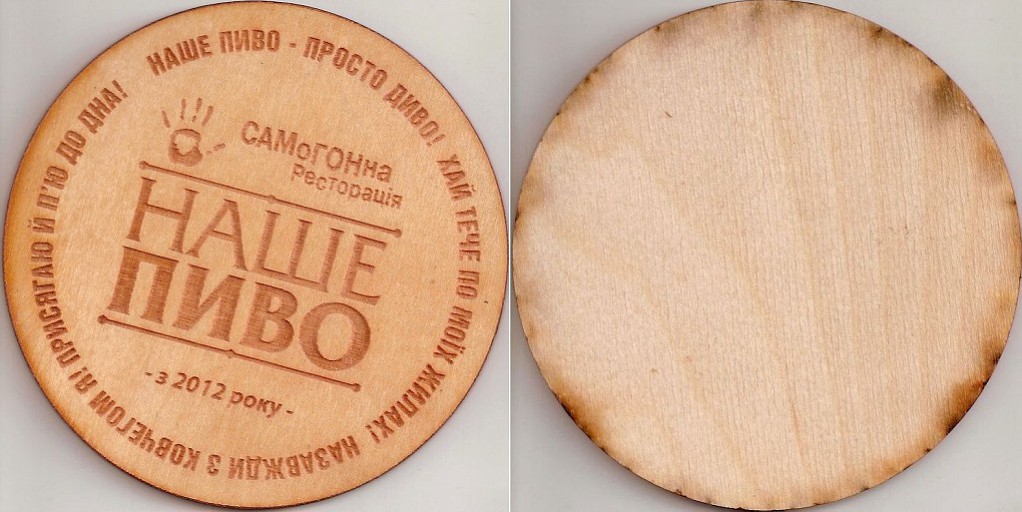 НАШЕ ПИВО - ПРОСТО ДИВО! ХАЙ ТЕЧЕ ПО МОЇХ ЖИЛАХ! НАЗАВЖДИ З КОВЧЕГОМ Я! ПРИСЯГАЮ Й П'Ю ДО ДНА!
САМоГОНна
Ресторація
НАШЕ
ПИВО
- з 2012 року -